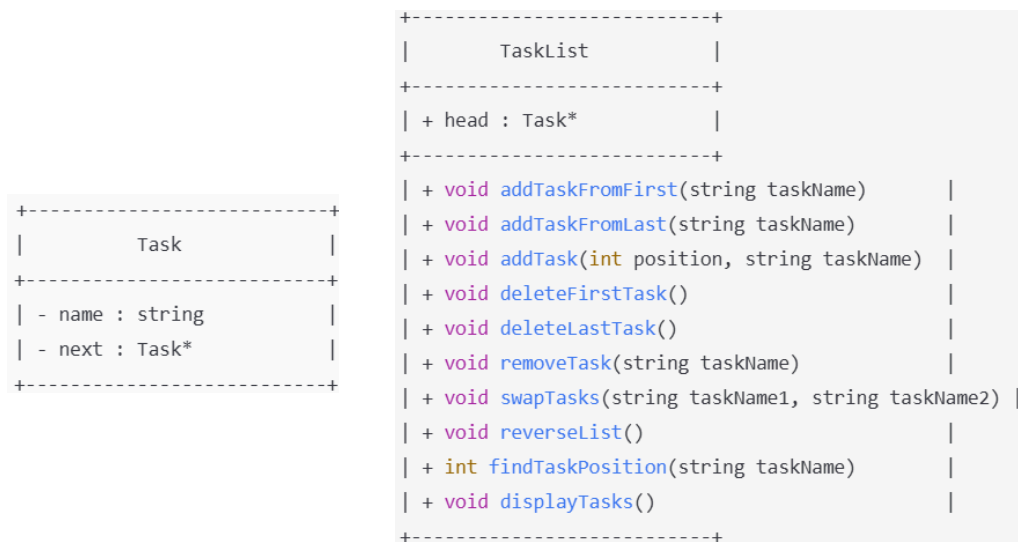 +---------------------------+
|          Task             |
+---------------------------+
| - name : string           |
| - next : Task*            |
+---------------------------+
+---------------------------+
|        TaskList           |
+---------------------------+
| + head : Task*            |
+---------------------------+
| + void addTaskFromFirst(string taskName)       |
| + void addTaskFromLast(string taskName)        |
| + void addTask(int position, string taskName)  |
| + void deleteFirstTask()                       |
| + void deleteLastTask()                        |
| + void removeTask(string taskName)             |
| + void swapTasks(string taskName1, string taskName2) |
| + void reverseList()                           |
| + int findTaskPosition(string taskName)        |
| + void displayTasks()                          |
+---------------------------+